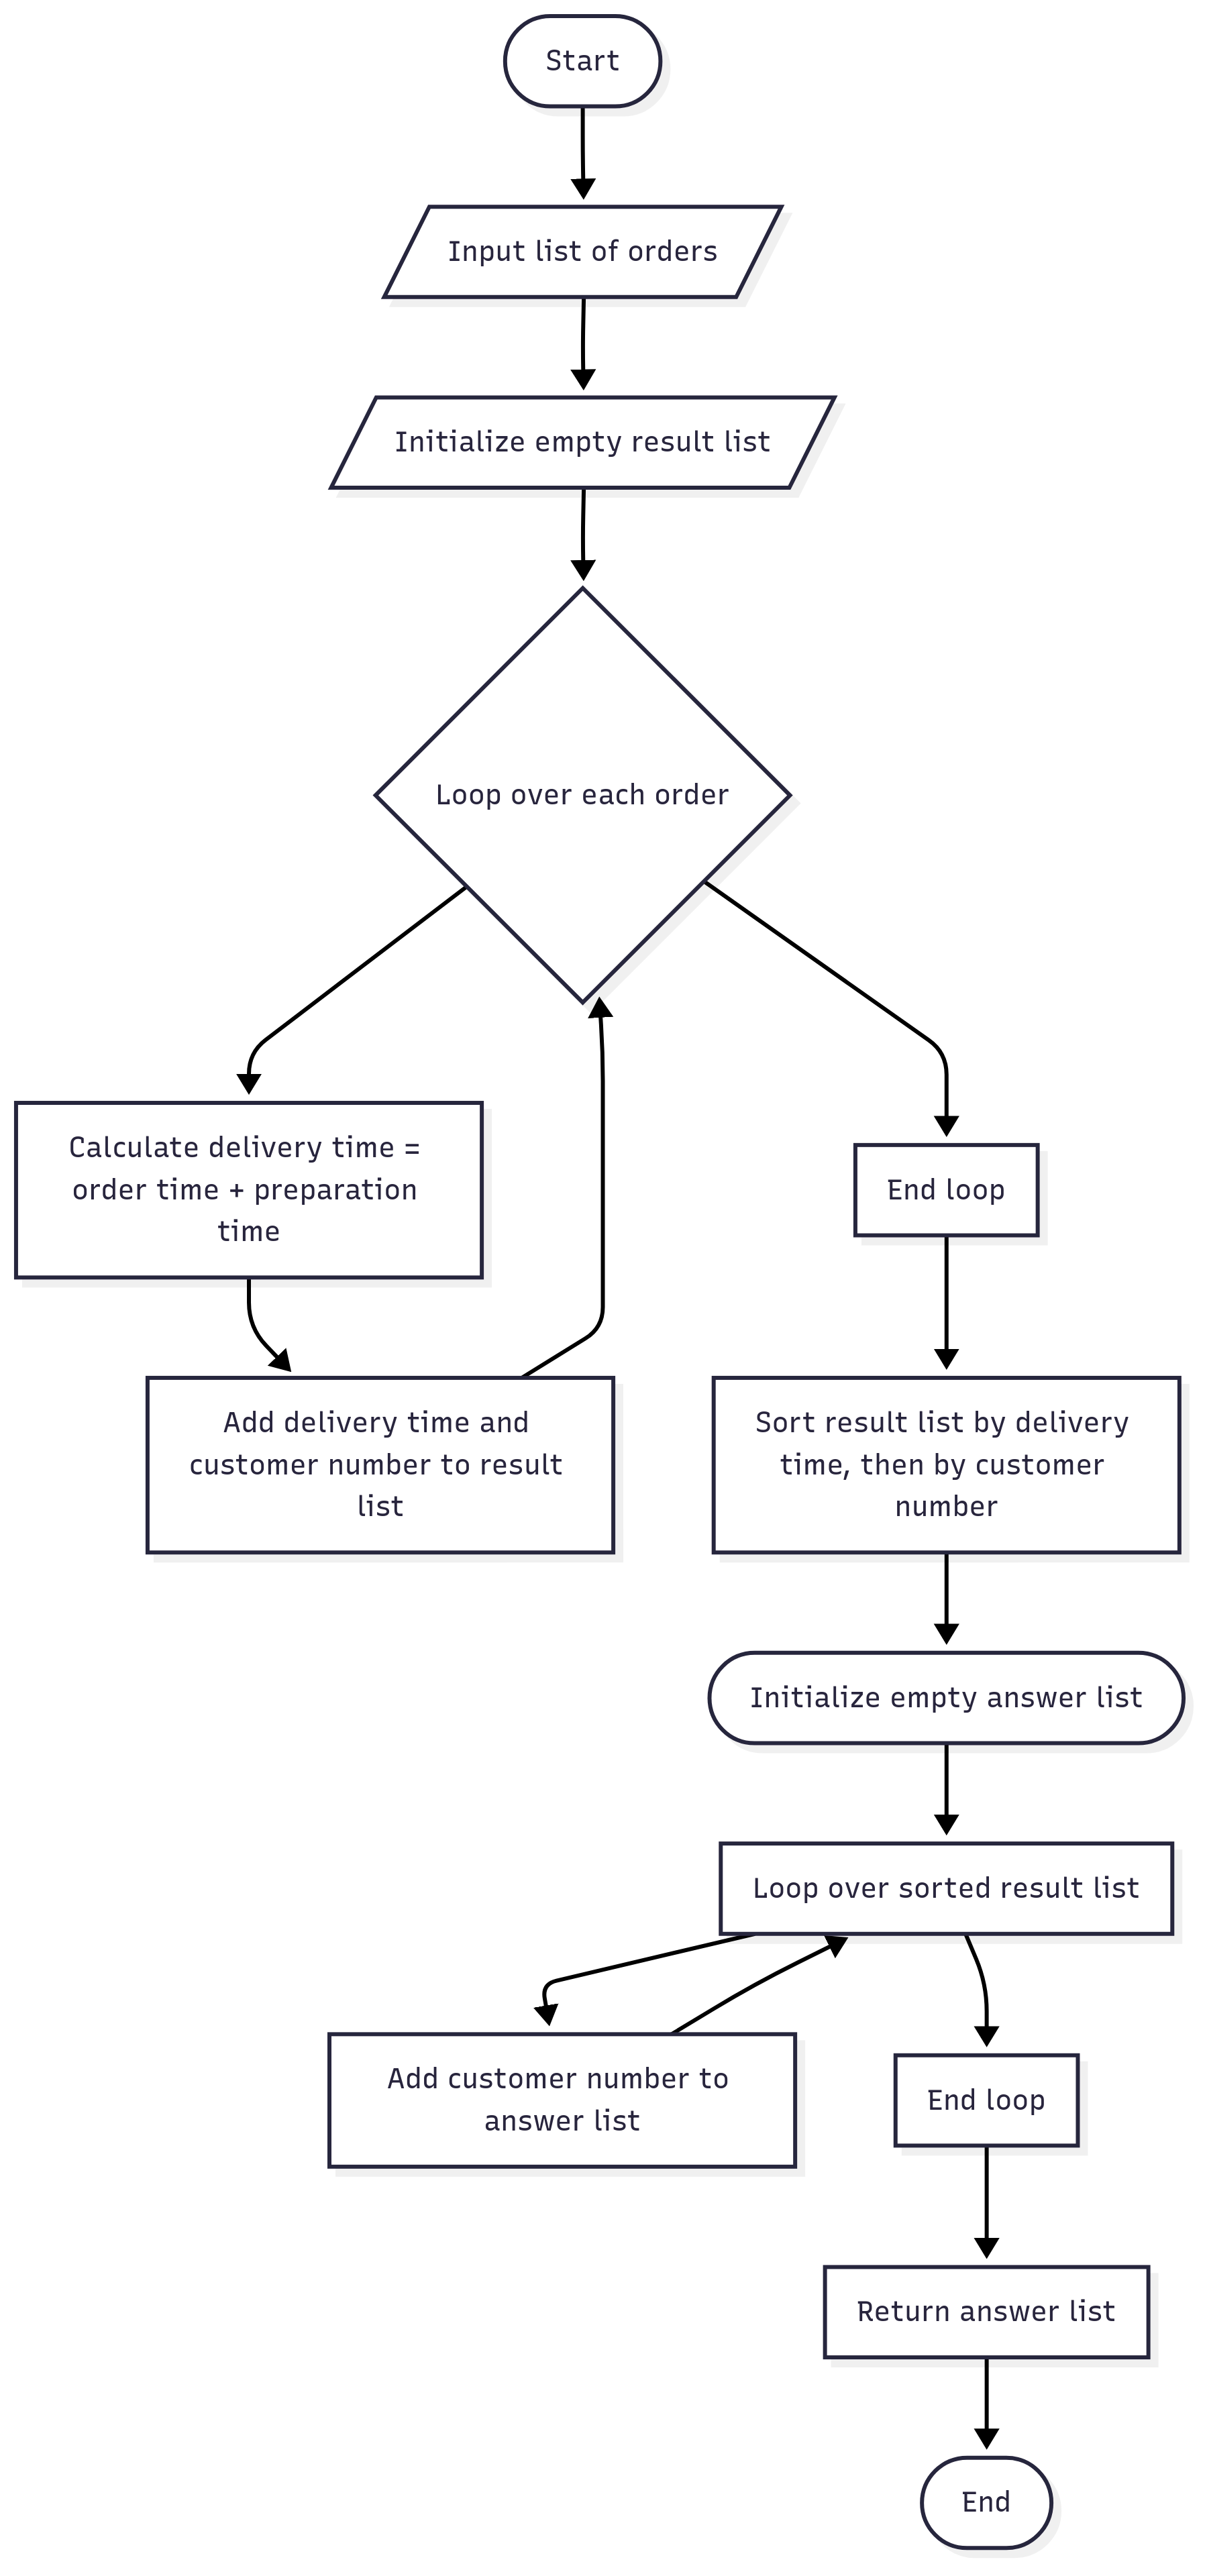 Start
Input list of orders
Initialize empty result list
Loop over each order
Calculate delivery time =
order time + preparation
time
End loop
Add delivery time and
customer number to result
list
Sort result list by delivery
time, then by customer
number
Initialize empty answer list
Loop over sorted result list
Add customer number to
answer list
End loop
Return answer list
End